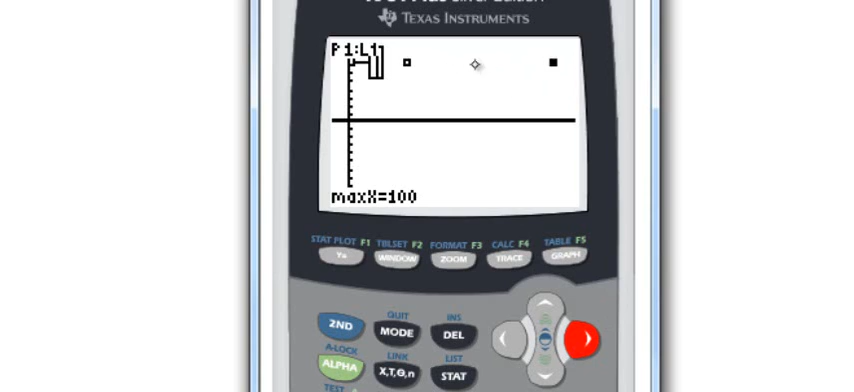 TEXAS INSTRUMENTS
P1:L1
maxX=100
STAT PLOT F1 TBLSET F2 FORMAT F3 CALC F4 TABLE F5
Y= WINDOW ZOOM TRACE GRAPH
QUIT INS
2ND MODE DEL
A-LOCK LINK LIST
ALPHA X,T,Θ,n STAT
TEST A